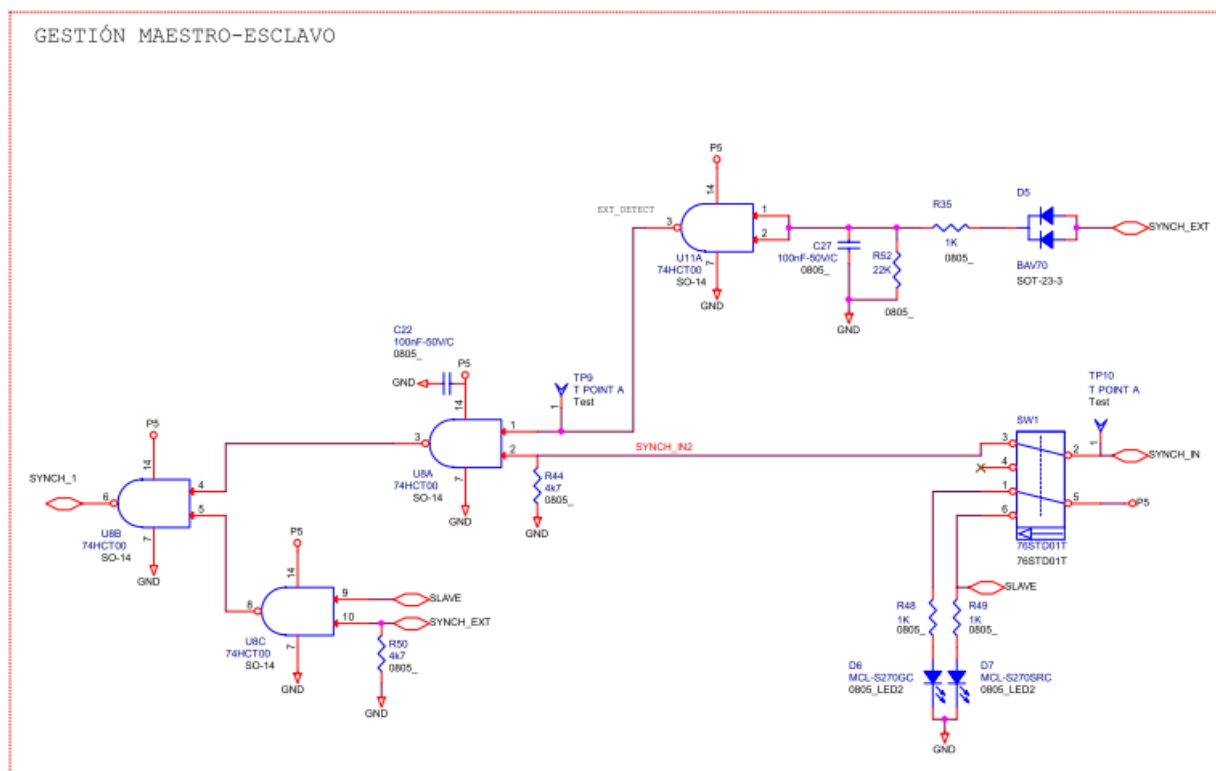 GESTIÓN MAESTRO-ESCLAVO
P5
14
EXT_DETECT
3
1
2
U11A
74HCT00
SO-14
7
GND
C27
100nF-50V/C
0805_
R52
22K
0805_
GND
R35
1K
0805_
D5
BAV70
SOT-23-3
SYNCH_EXT
C22
100nF-50V/C
0805_
GND
P5
14
3
1
2
U8A
74HCT00
SO-14
7
GND
TP9
T POINT A
Test
1
SYNCH_IN2
R44
4k7
0805_
GND
TP10
T POINT A
Test
1
SW1
3
4
1
6
2
5
SYNCH_IN
P5
76STD01T
76STD01T
SLAVE
R48
1K
0805_
R49
1K
0805_
D6
MCL-S270GC
0805_LED2
D7
MCL-S270SRC
0805_LED2
GND
P5
14
SYNCH_1
6
4
5
U8B
74HCT00
SO-14
7
GND
P5
14
8
9
10
SLAVE
SYNCH_EXT
U8C
74HCT00
SO-14
7
GND
R50
4k7
0805_
GND